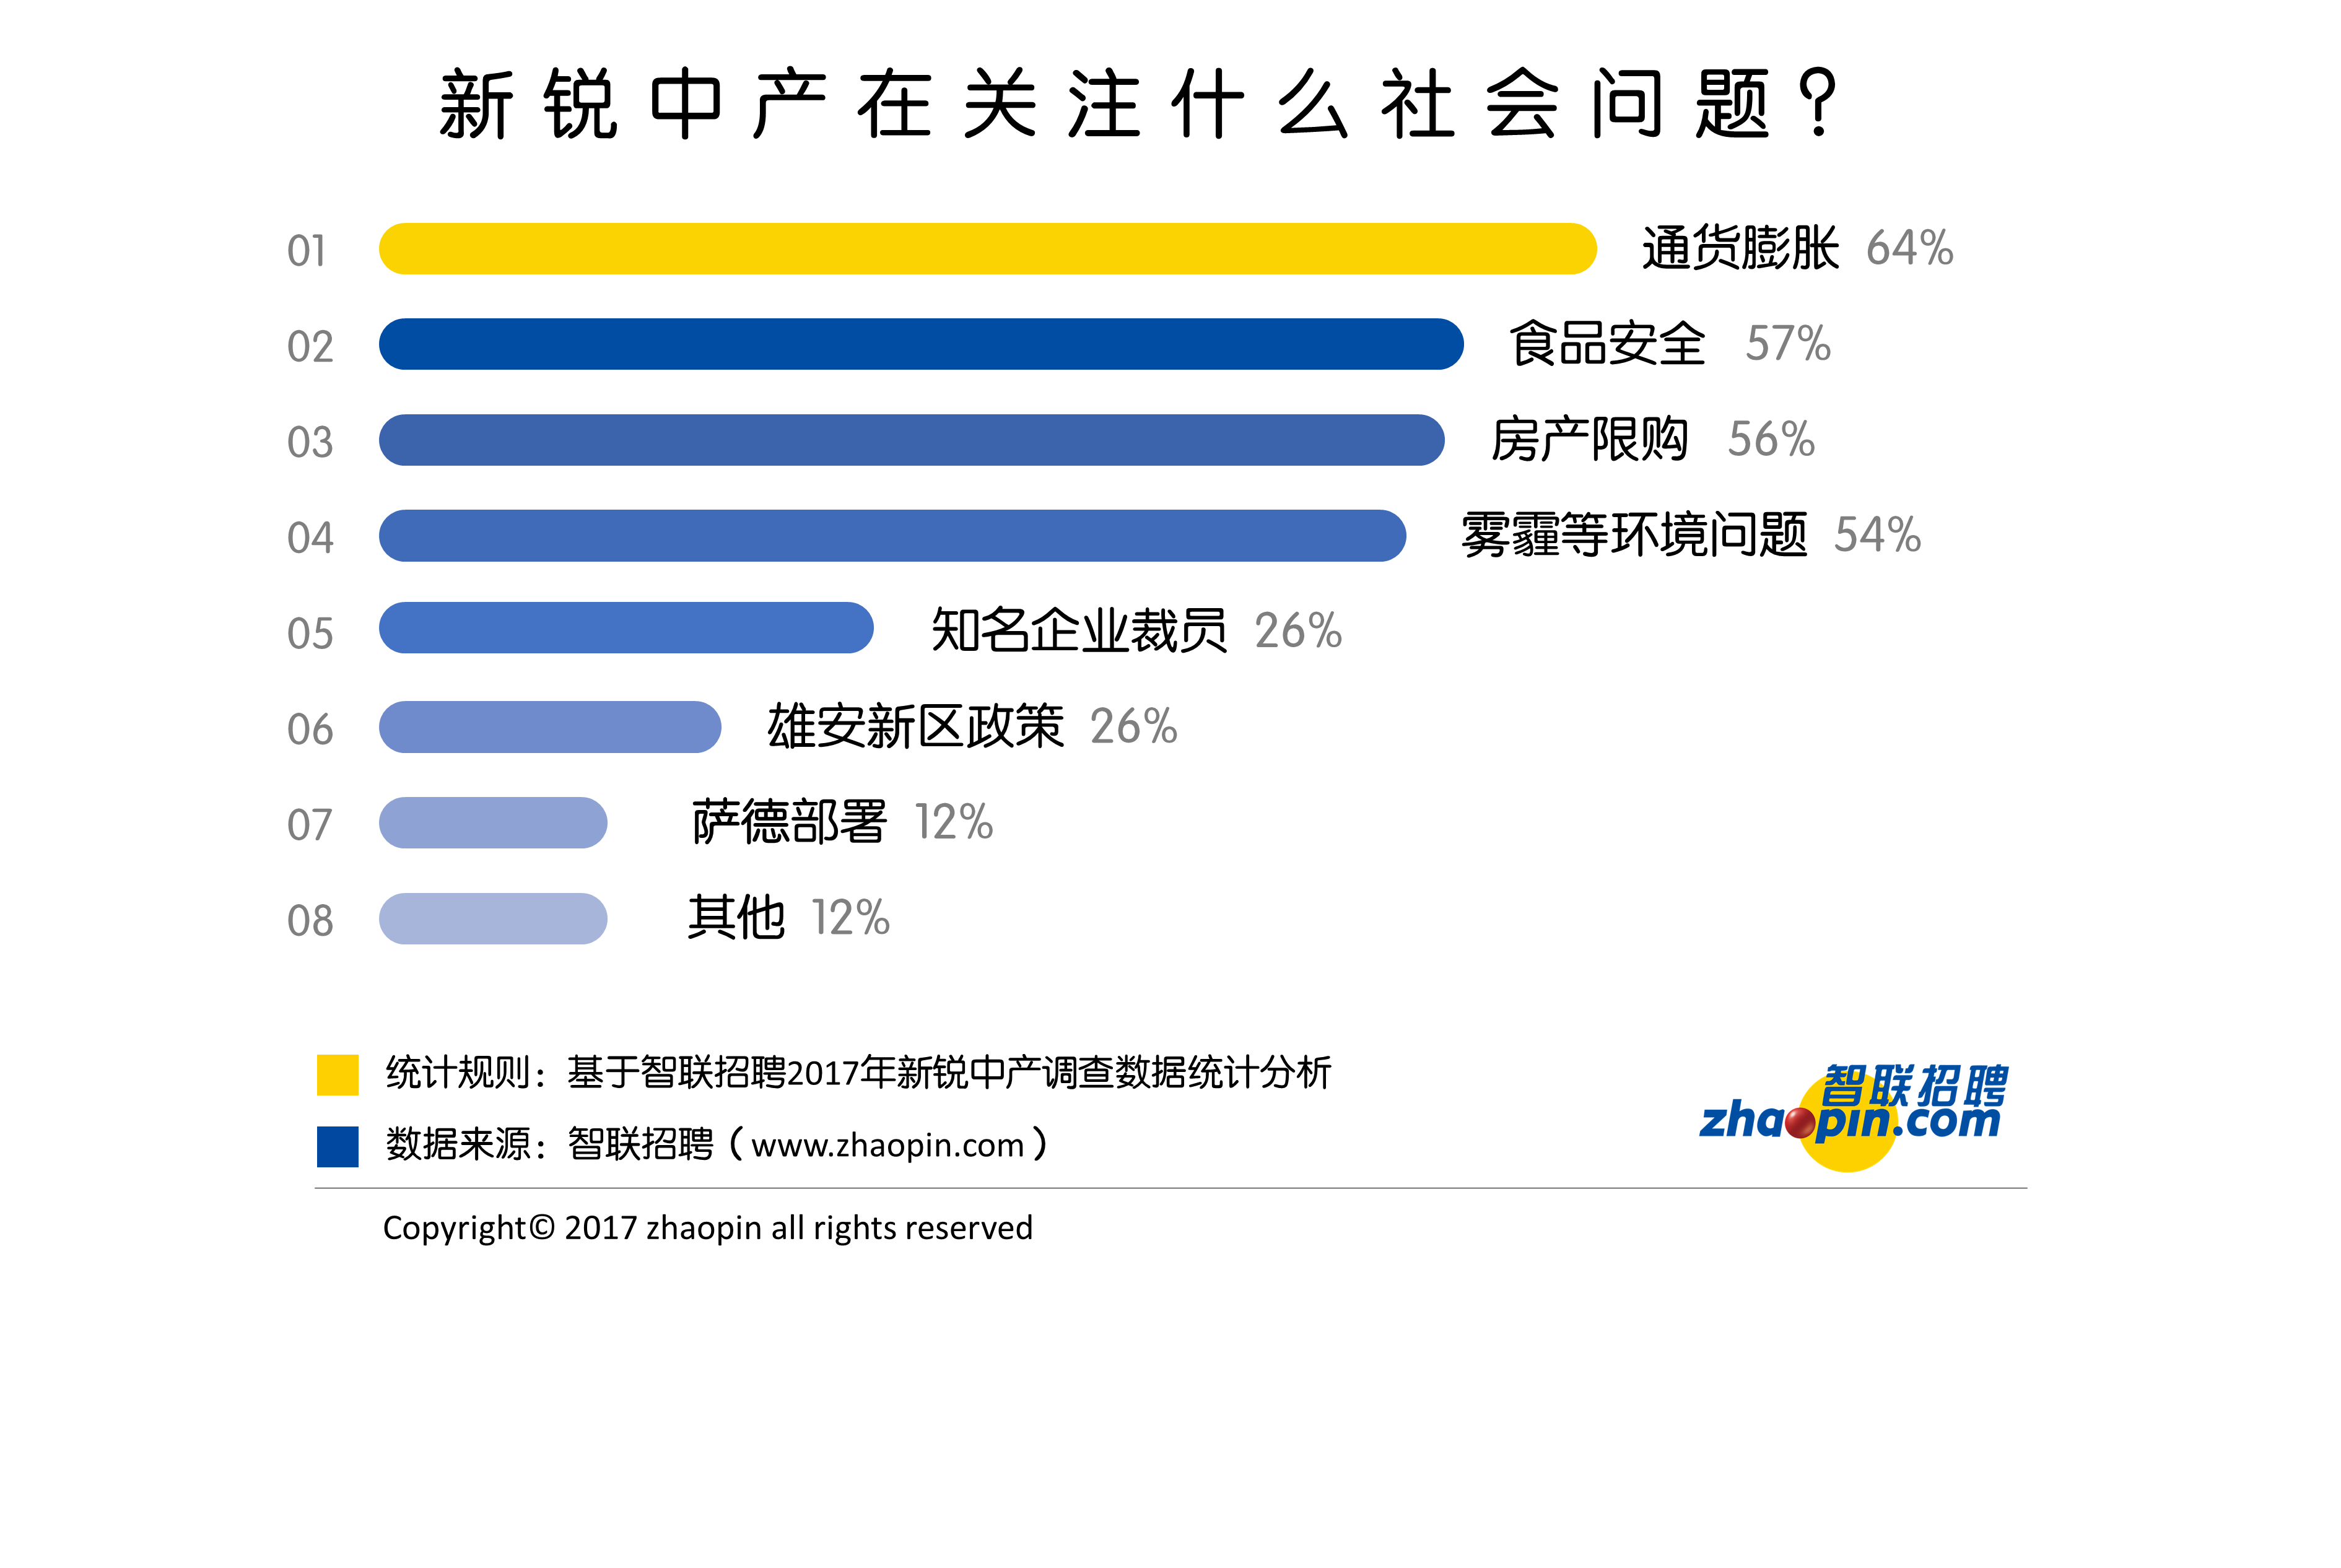 新锐中产在关注什么社会问题?
01 通货膨胀 64%
02 食品安全 57%
03 房产限购 56%
04 雾霾等环境问题 54%
05 知名企业裁员 26%
06 雄安新区政策 26%
07 萨德部署 12%
08 其他 12%
统计规则：基于智联招聘2017年新锐中产调查数据统计分析
数据来源：智联招聘（www.zhaopin.com）
智联招聘
zhaopin.com
Copyright© 2017 zhaopin all rights reserved